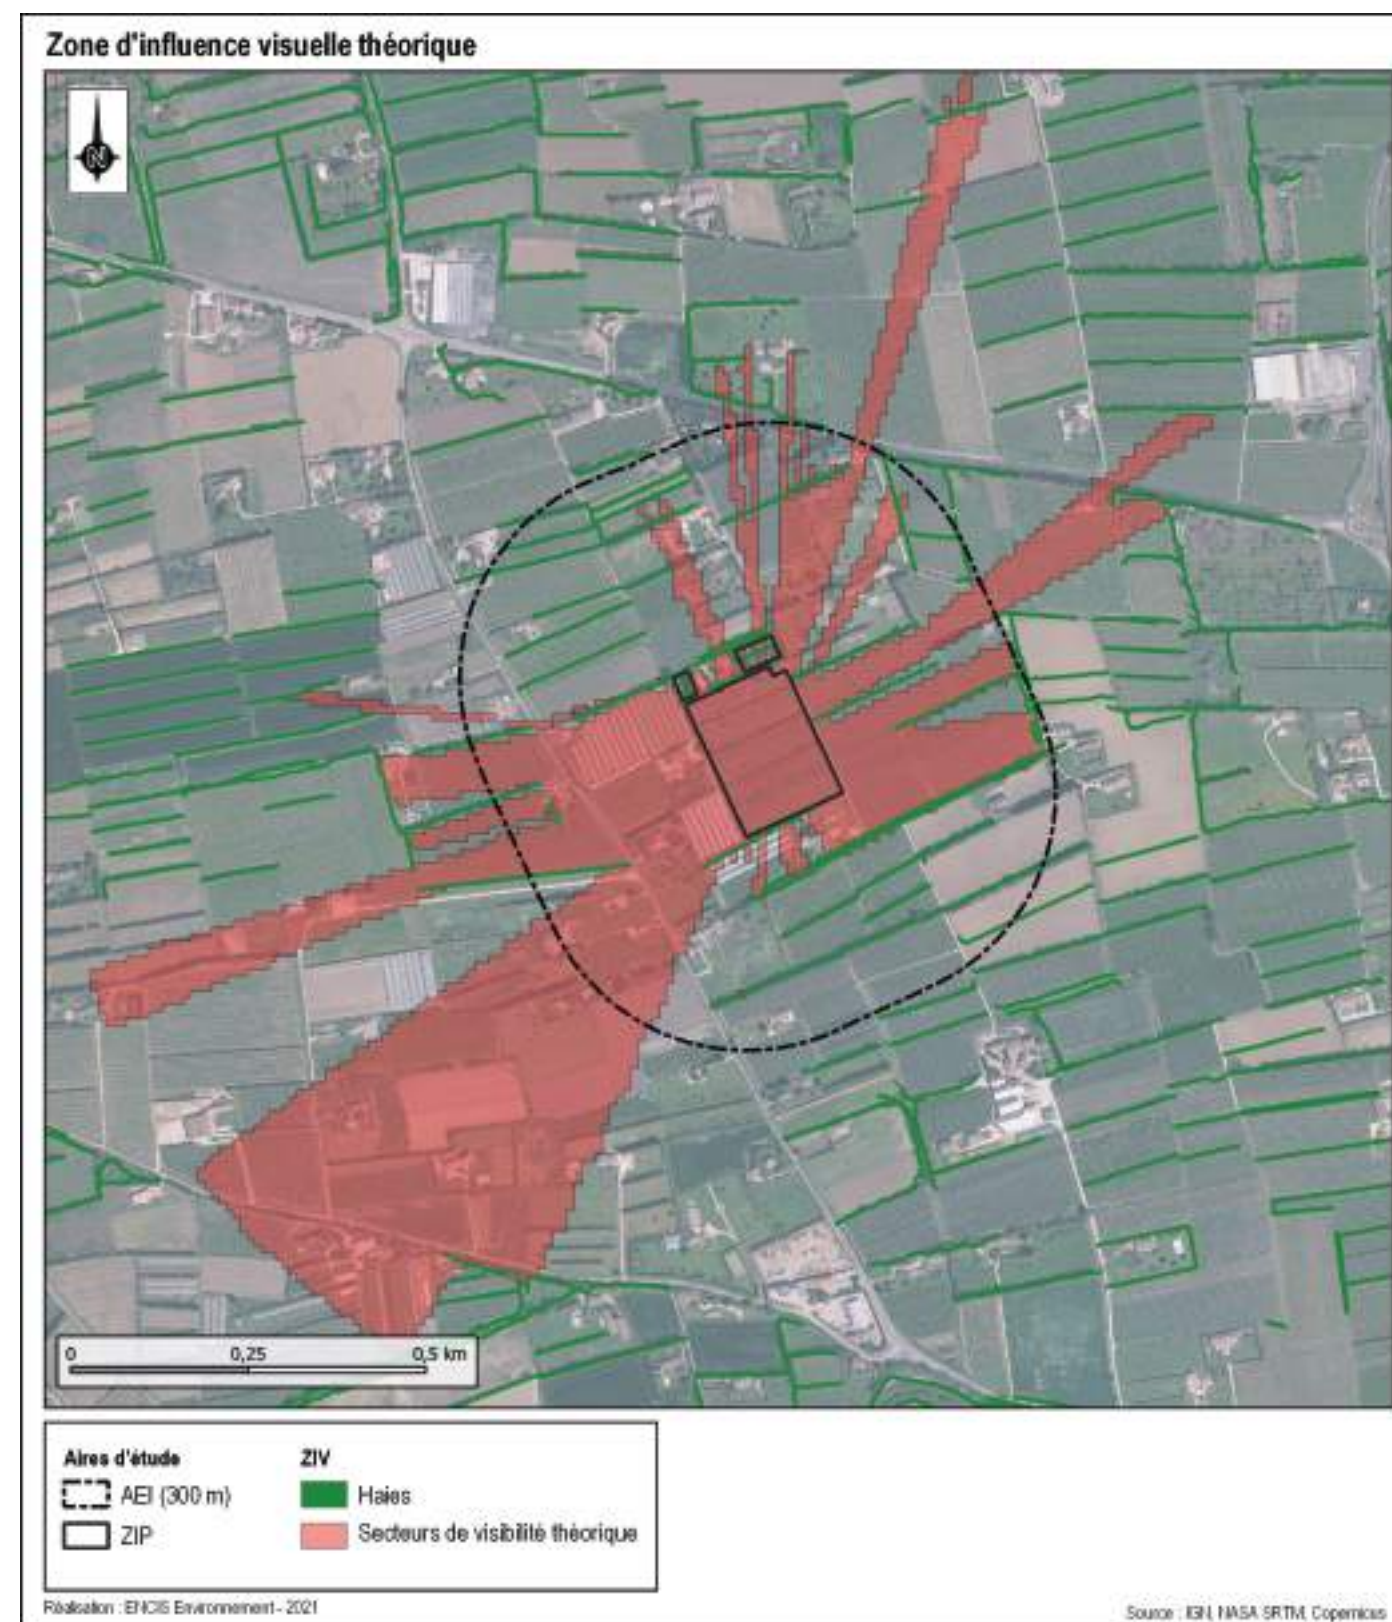 Zone d'influence visuelle théorique
N
0 0,25 0,5 km
Aires d'étude
AEI (300 m)
ZIP
ZIV
Haies
Secteurs de visibilité théorique
Réalisation : ENCIS Environnement - 2021
Source : IGN, NASA SRTM, Copernicus